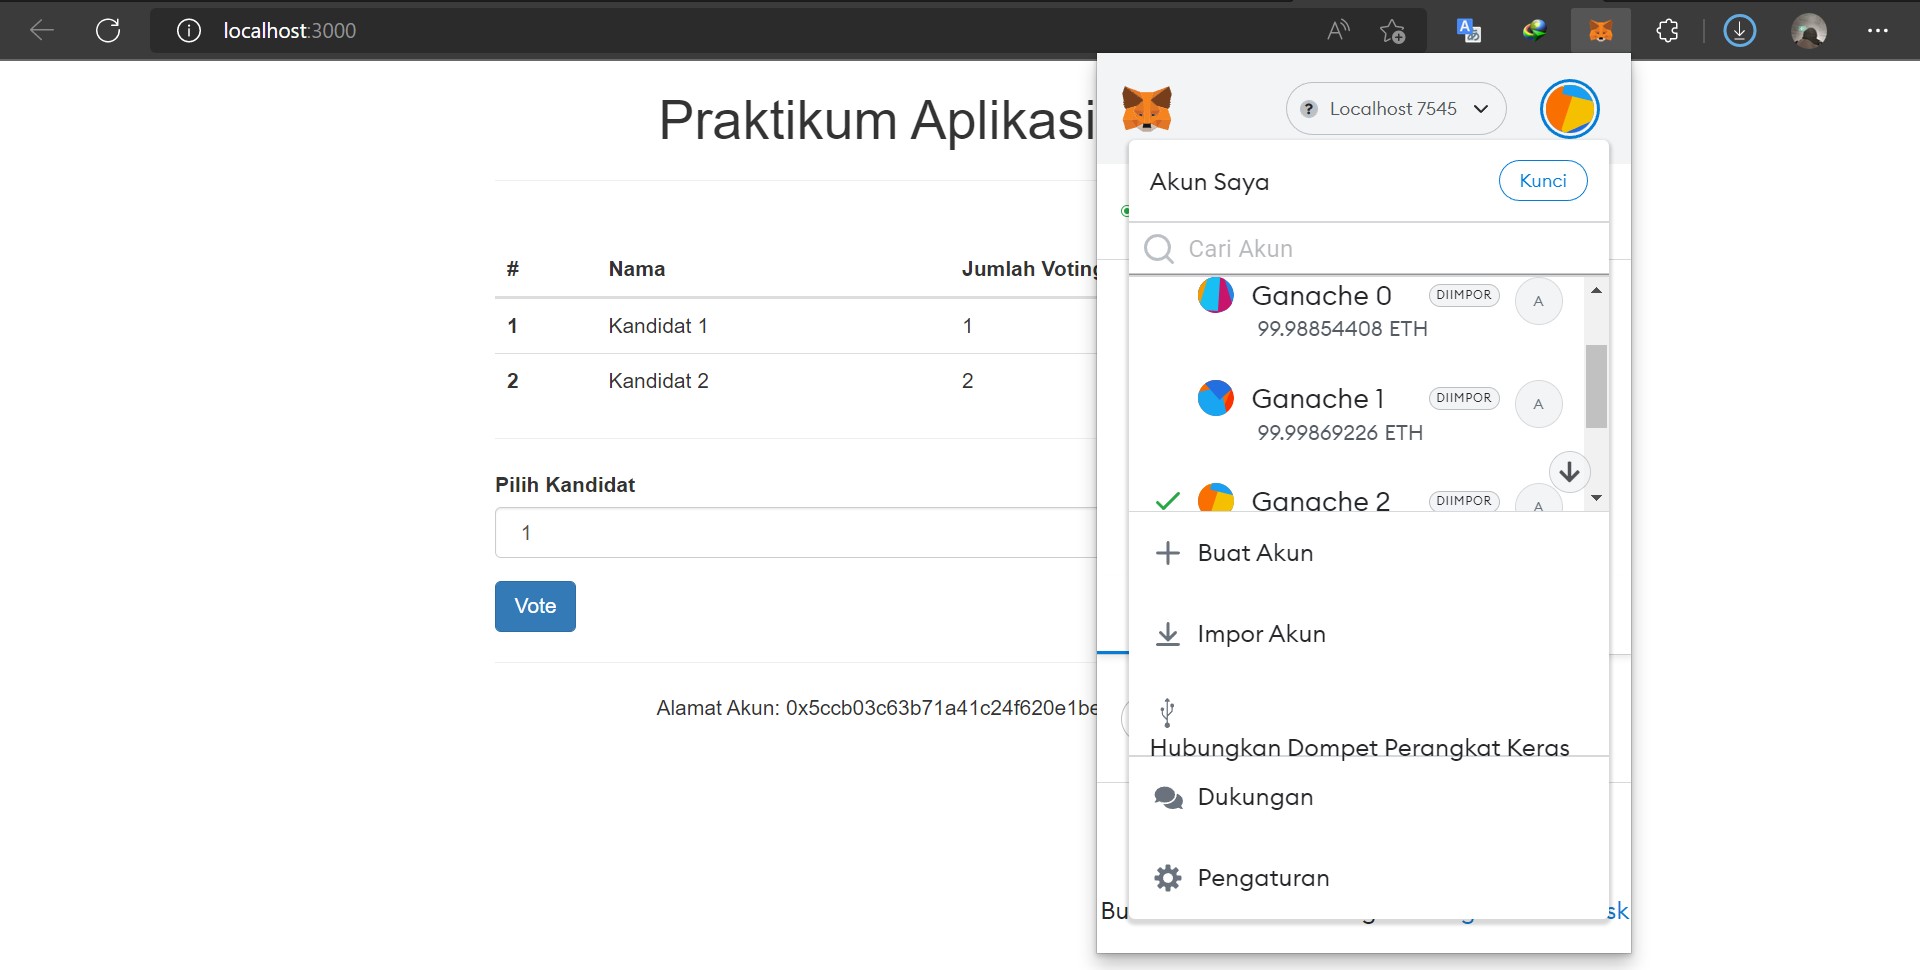 localhost:3000
Praktikum Aplikasi
# Nama Jumlah Voting
1 Kandidat 1 1
2 Kandidat 2 2
Pilih Kandidat
1
Vote
Alamat Akun: 0x5ccb03c63b71a41c24f620e1be
? Localhost 7545
Akun Saya
Kunci
Cari Akun
Ganache 0 DIIMPOR A
99.98854408 ETH
Ganache 1 DIIMPOR A
99.99869226 ETH
Ganache 2 DIIMPOR A
Buat Akun
Impor Akun
Hubungkan Dompet Perangkat Keras
Dukungan
Pengaturan
Bu
sk